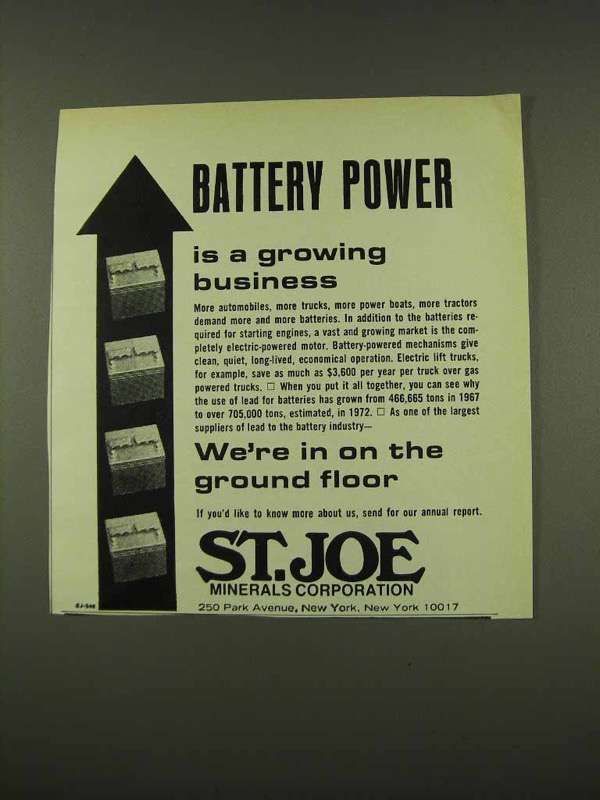 BATTERY POWER
is a growing
business
More automobiles, more trucks, more power boats, more tractors
demand more and more batteries. In addition to the batteries re-
quired for starting engines, a vast and growing market is the com-
pletely electric-powered motor. Battery-powered mechanisms give
clean, quiet, long-lived, economical operation. Electric lift trucks,
for example, save as much as $3,600 per year per truck over gas
powered trucks. □ When you put it all together, you can see why
the use of lead for batteries has grown from 466,665 tons in 1967
to over 705,000 tons, estimated, in 1972. □ As one of the largest
suppliers of lead to the battery industry—
We're in on the
ground floor
If you'd like to know more about us, send for our annual report.
ST. JOE
MINERALS CORPORATION
250 Park Avenue, New York, New York 10017